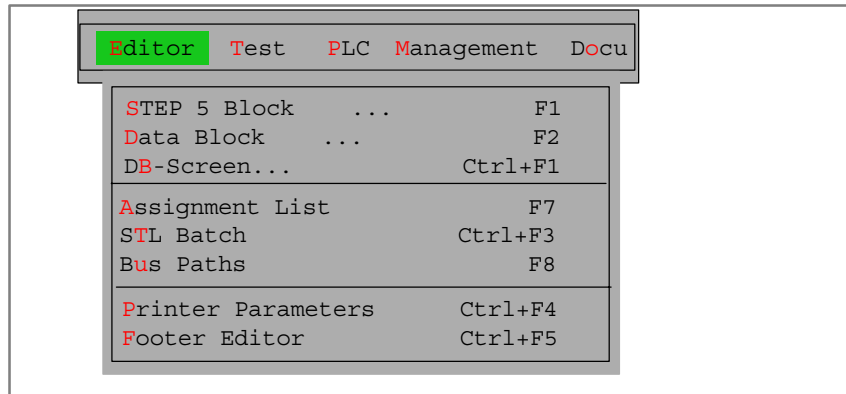 Editor Test PLC Management Docu
STEP 5 Block ... F1
Data Block ... F2
DB-Screen... Ctrl+F1
Assignment List F7
STL Batch Ctrl+F3
Bus Paths F8
Printer Parameters Ctrl+F4
Footer Editor Ctrl+F5